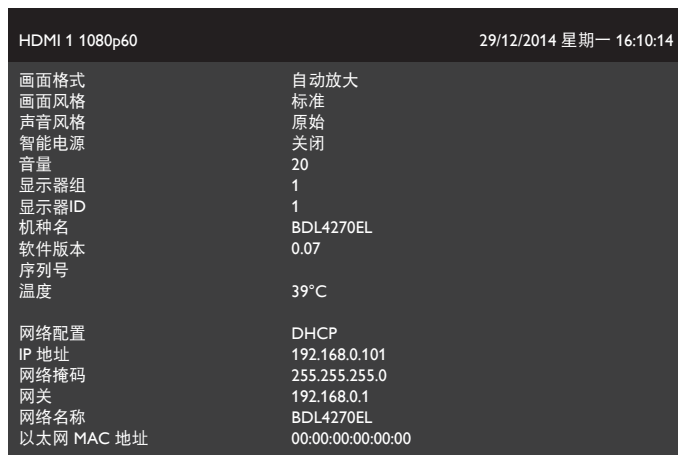 HDMI 1 1080p60 29/12/2014 星期一 16:10:14
画面格式 自动放大
画面风格 标准
声音风格 原始
智能电源 关闭
音量 20
显示器组 1
显示器ID 1
机种名 BDL4270EL
软件版本 0.07
序列号
温度 39°C
网络配置 DHCP
IP 地址 192.168.0.101
网络掩码 255.255.255.0
网关 192.168.0.1
网络名称 BDL4270EL
以太网 MAC 地址 00:00:00:00:00:00